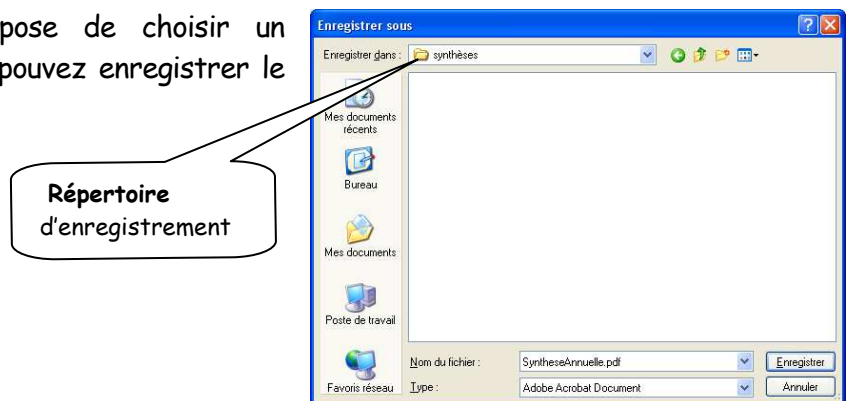 pose de choisir un
pouvez enregistrer le
Répertoire
d'enregistrement
Enregistrer sous
Enregistrer dans :
synthèses
Mes documents
récents
Bureau
Mes documents
Poste de travail
Favoris réseau
Nom du fichier :
SyntheseAnnuelle.pdf
Enregistrer
Type :
Adobe Acrobat Document
Annuler